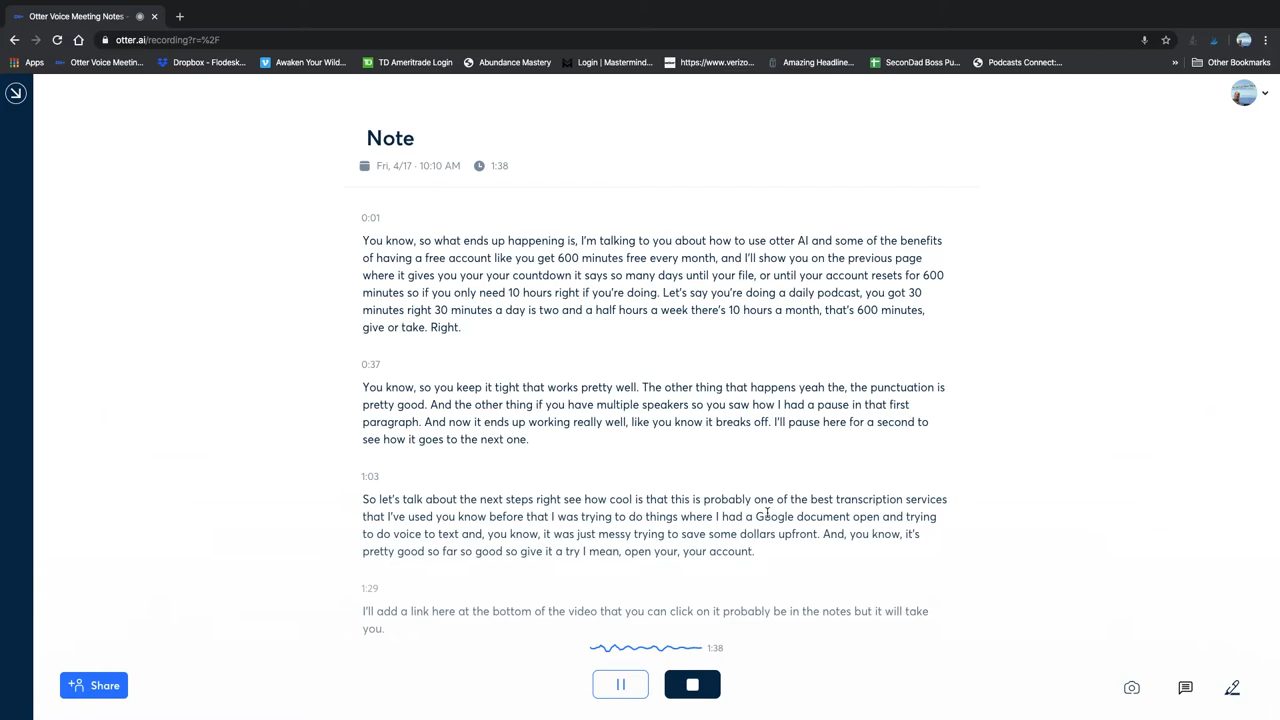 Otter Voice Meeting Notes -
otter.ai/recording?r=%2F
Apps
Otter Voice Meetin...
Dropbox - Flodesk...
Awaken Your Wild...
TD Ameritrade Login
Abundance Mastery
Login | Mastermind...
https://www.verizo...
Amazing Headline...
SeconDad Boss Pu...
Podcasts Connect:...
»
Other Bookmarks
Note
Fri, 4/17 · 10:10 AM 1:38
0:01
You know, so what ends up happening is, I'm talking to you about how to use otter AI and some of the benefits
of having a free account like you get 600 minutes free every month, and I'll show you on the previous page
where it gives you your your countdown it says so many days until your file, or until your account resets for 600
minutes so if you only need 10 hours right if you're doing. Let's say you're doing a daily podcast, you got 30
minutes right 30 minutes a day is two and a half hours a week there's 10 hours a month, that's 600 minutes,
give or take. Right.
0:37
You know, so you keep it tight that works pretty well. The other thing that happens yeah the, the punctuation is
pretty good. And the other thing if you have multiple speakers so you saw how I had a pause in that first
paragraph. And now it ends up working really well, like you know it breaks off. I'll pause here for a second to
see how it goes to the next one.
1:03
So let's talk about the next steps right see how cool is that this is probably one of the best transcription services
that I've used you know before that I was trying to do things where I had a Google document open and trying
to do voice to text and, you know, it was just messy trying to save some dollars upfront. And, you know, it's
pretty good so far so good so give it a try I mean, open your, your account.
1:29
I'll add a link here at the bottom of the video that you can click on it probably be in the notes but it will take
you.
1:38
Share